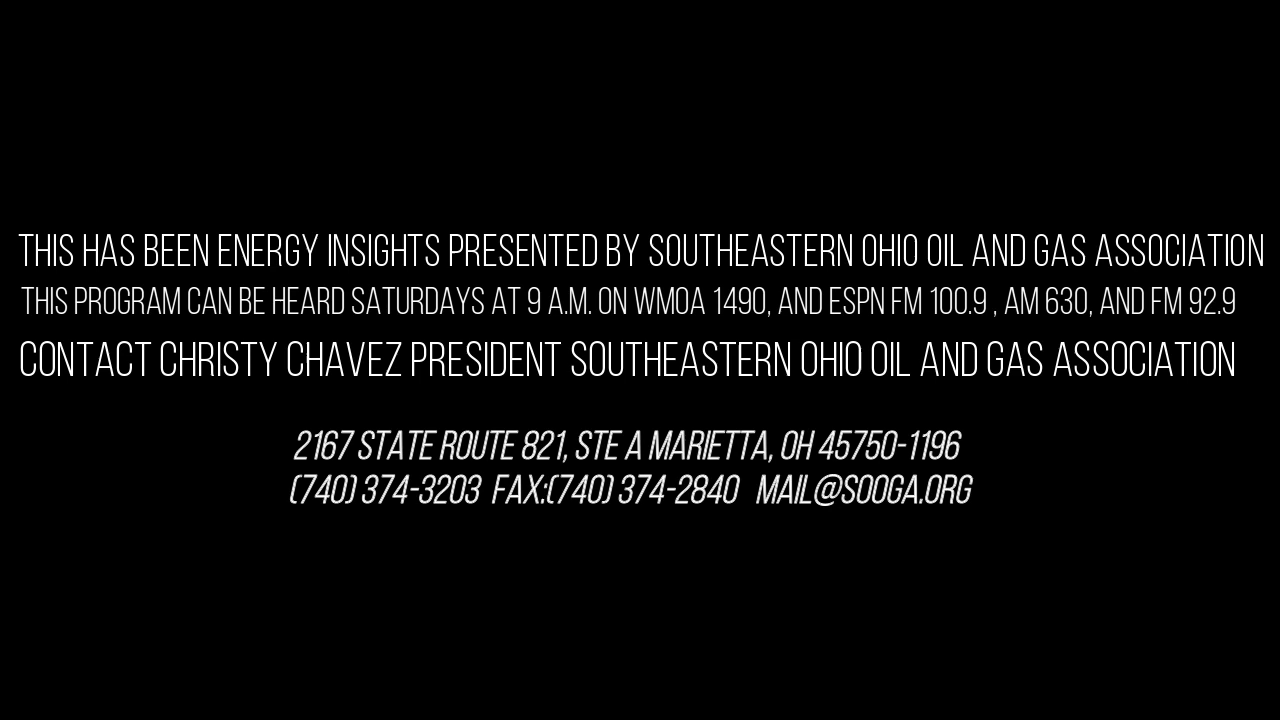 THIS HAS BEEN ENERGY INSIGHTS PRESENTED BY SOUTHEASTERN OHIO OIL AND GAS ASSOCIATION
THIS PROGRAM CAN BE HEARD SATURDAYS AT 9 A.M. ON WMOA 1490, AND ESPN FM 100.9 , AM 630, AND FM 92.9
CONTACT CHRISTY CHAVEZ PRESIDENT SOUTHEASTERN OHIO OIL AND GAS ASSOCIATION
2167 STATE ROUTE 821, STE A MARIETTA, OH 45750-1196
(740) 374-3203 FAX:(740) 374-2840 MAIL@SOOGA.ORG